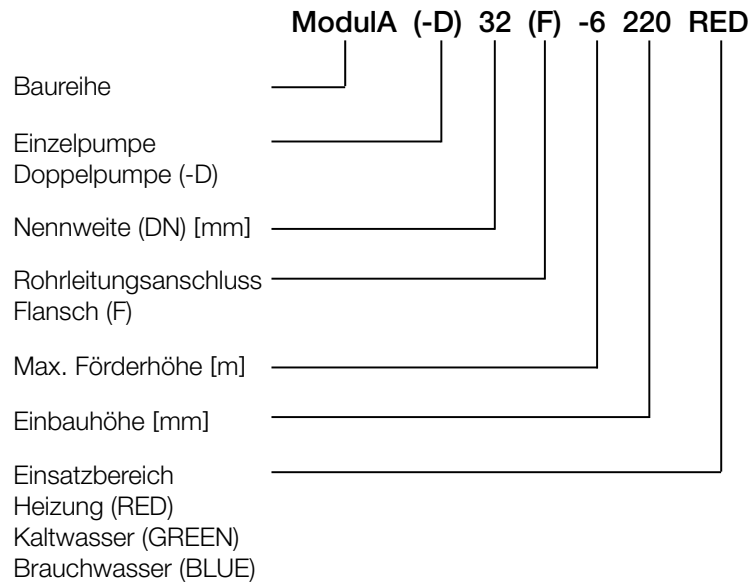 ModulA (-D) 32 (F) -6 220 RED
Baureihe
Einzelpumpe
Doppelpumpe (-D)
Nennweite (DN) [mm]
Rohrleitungsanschluss
Flansch (F)
Max. Förderhöhe [m]
Einbauhöhe [mm]
Einsatzbereich
Heizung (RED)
Kaltwasser (GREEN)
Brauchwasser (BLUE)